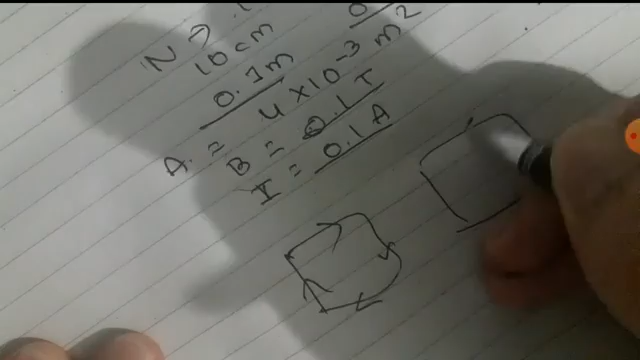 N
10 cm
0.1m
A = 4×10⁻³ m²
B = 0.1 T
I = 0.1 A